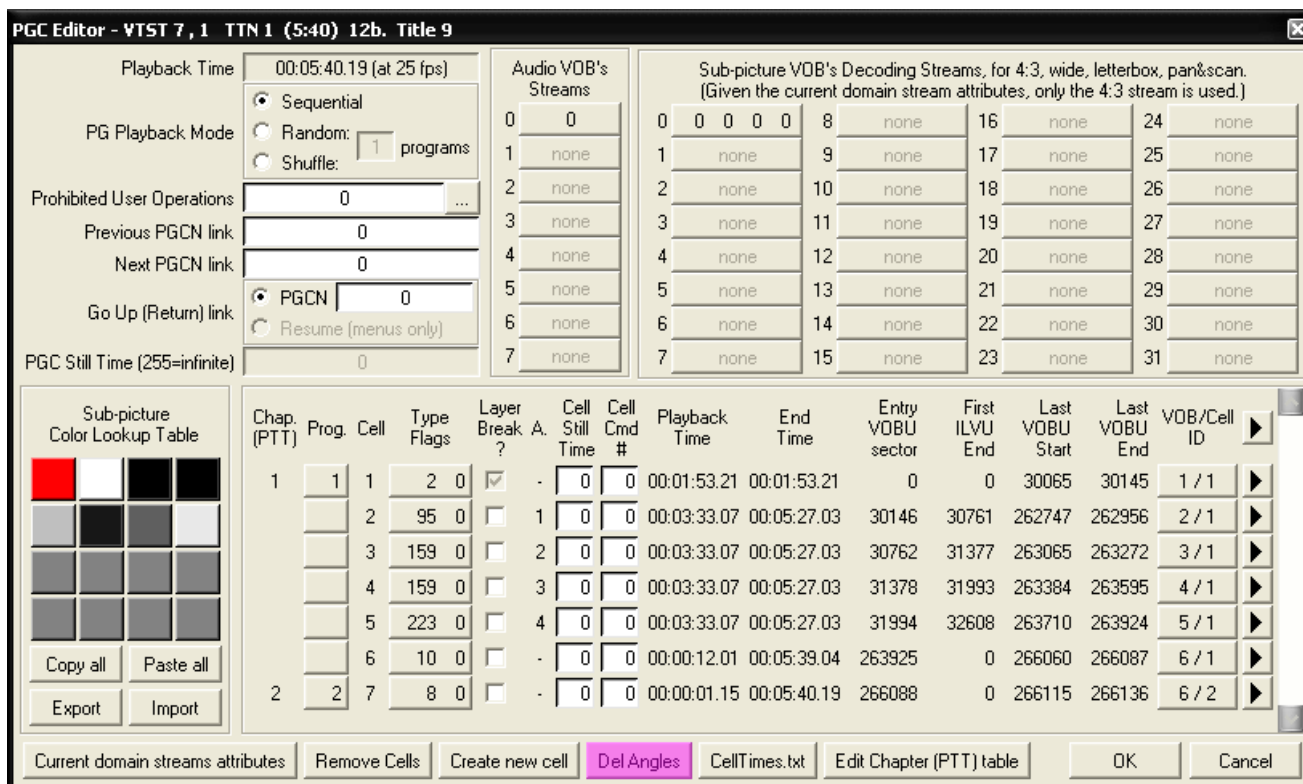 PGC Editor - VTST 7 , 1 TTN 1 (5:40) 12b. Title 9
Playback Time 00:05:40.19 (at 25 fps)
PG Playback Mode
Sequential
Random:
Shuffle:
1 programs
Prohibited User Operations 0 ...
Previous PGCN link 0
Next PGCN link 0
Go Up (Return) link
PGCN 0
Resume (menus only)
PGC Still Time (255=infinite) 0
Audio VOB's
Streams
0 0
1 none
2 none
3 none
4 none
5 none
6 none
7 none
Sub-picture VOB's Decoding Streams, for 4:3, wide, letterbox, pan&scan.
(Given the current domain stream attributes, only the 4:3 stream is used.)
0 0 0 0 0 8 none 16 none 24 none
1 none 9 none 17 none 25 none
2 none 10 none 18 none 26 none
3 none 11 none 19 none 27 none
4 none 12 none 20 none 28 none
5 none 13 none 21 none 29 none
6 none 14 none 22 none 30 none
7 none 15 none 23 none 31 none
Sub-picture
Color Lookup Table
Copy all Paste all
Export Import
Chap. (PTT) Prog. Cell Type Flags Layer Break ? A. Cell Still Time Cell Cmd # Playback Time End Time Entry VOBU sector First ILVU End Last VOBU Start Last VOBU End VOB/Cell ID
1 1 1 2 0 - 0 0 00:01:53.21 00:01:53.21 0 0 30065 30145 1 / 1
2 95 0 1 0 0 00:03:33.07 00:05:27.03 30146 30761 262747 262956 2 / 1
3 159 0 2 0 0 00:03:33.07 00:05:27.03 30762 31377 263065 263272 3 / 1
4 159 0 3 0 0 00:03:33.07 00:05:27.03 31378 31993 263384 263595 4 / 1
5 223 0 4 0 0 00:03:33.07 00:05:27.03 31994 32608 263710 263924 5 / 1
6 10 0 - 0 0 00:00:12.01 00:05:39.04 263925 0 266060 266087 6 / 1
2 2 7 8 0 - 0 0 00:00:01.15 00:05:40.19 266088 0 266115 266136 6 / 2
Current domain streams attributes Remove Cells Create new cell Del Angles CellTimes.txt Edit Chapter (PTT) table OK Cancel